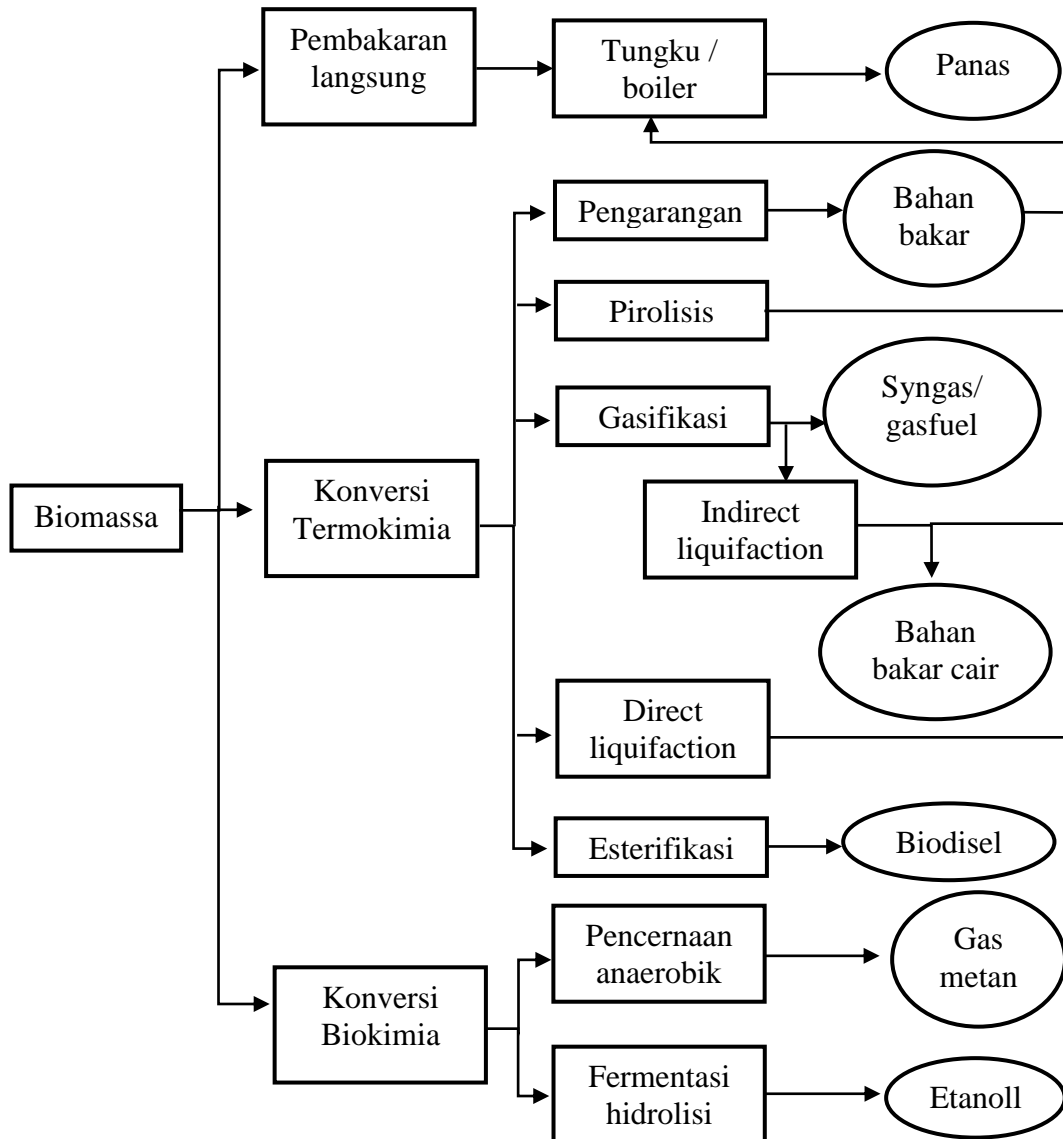 Pembakaran
langsung
Tungku /
boiler
Panas
Pengarangan
Bahan
bakar
Pirolisis
Gasifikasi
Syngas/
gasfuel
Biomassa
Konversi
Termokimia
Indirect
liquifaction
Bahan
bakar cair
Direct
liquifaction
Esterifikasi
Biodisel
Konversi
Biokimia
Pencernaan
anaerobik
Gas
metan
Fermentasi
hidrolisi
Etanoll